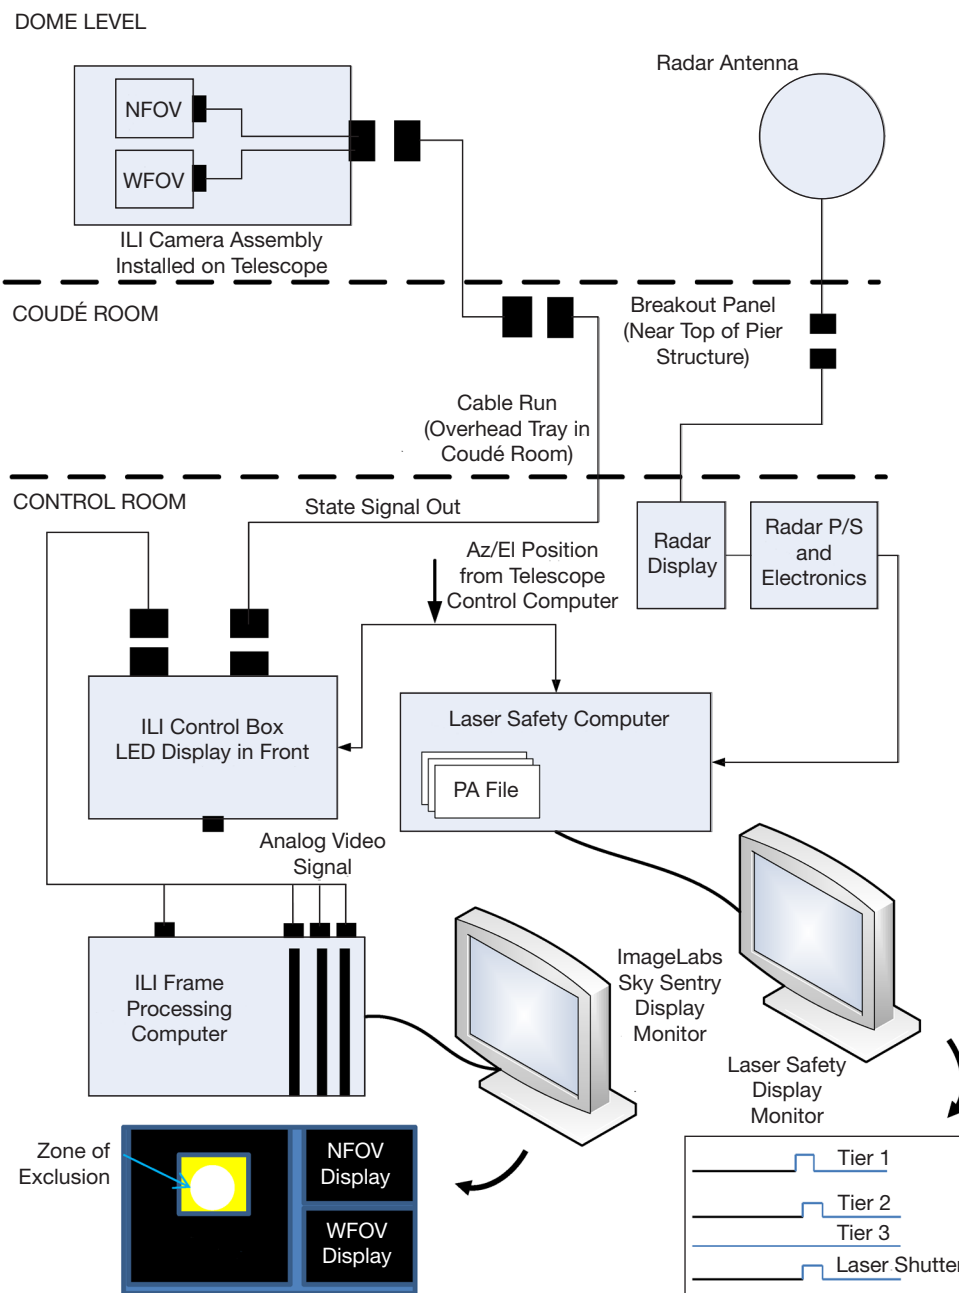 DOME LEVEL
Radar Antenna
NFOV
WFOV
ILI Camera Assembly
Installed on Telescope
COUDÉ ROOM
Breakout Panel
(Near Top of Pier
Structure)
Cable Run
(Overhead Tray in
Coudé Room)
CONTROL ROOM
State Signal Out
Az/El Position
from Telescope
Control Computer
Radar
Display
Radar P/S
and
Electronics
ILI Control Box
LED Display in Front
Laser Safety Computer
PA File
Analog Video
Signal
ILI Frame
Processing
Computer
ImageLabs
Sky Sentry
Display
Monitor
Laser Safety
Display
Monitor
Zone of
Exclusion
NFOV
Display
WFOV
Display
Tier 1
Tier 2
Tier 3
Laser Shutter